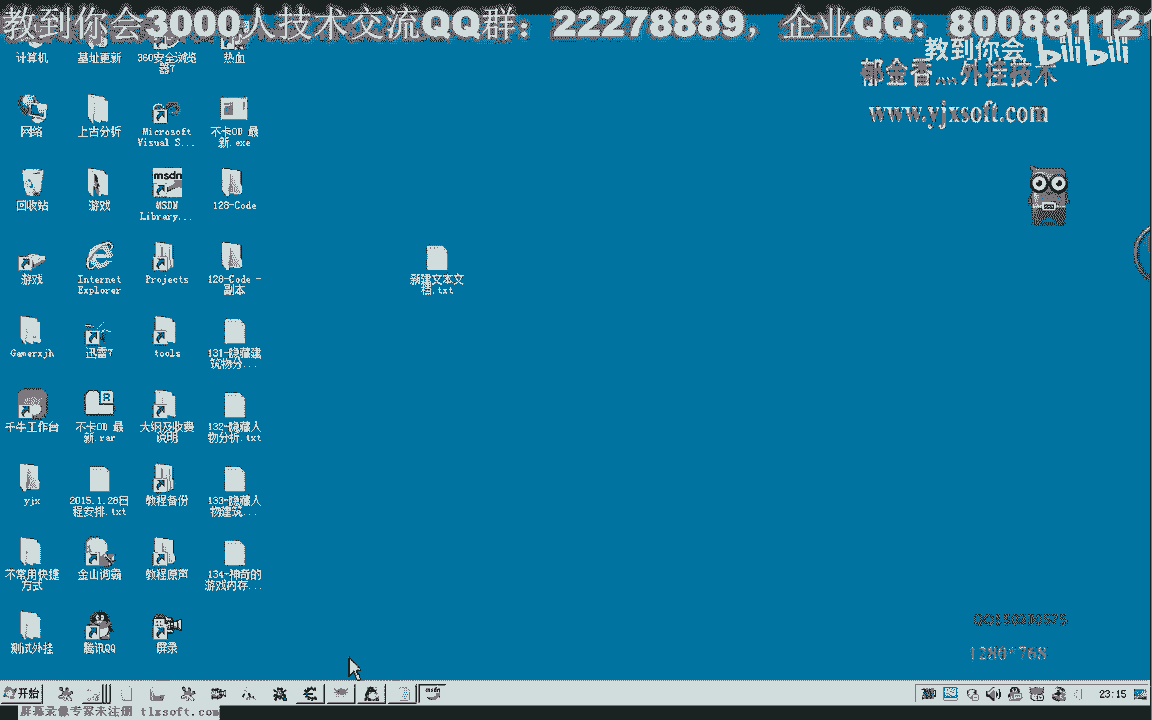 教到你会3000人技术交流QQ群：22278889，企业QQ：800881121
教到你会 bilibili
郁金香灬外挂技术
www.yjxsoft.com
计算机
基址更新
360安全浏览器7
热血
网络
上古分析
Microsoft Visual S...
不卡OD 最新.exe
回收站
游戏
MSDN Library...
128-Code
游戏
Internet Explorer
Projects
128-Code - 副本
新建文本文档.txt
Gamerxjh
迅雷7
tools
131-隐藏建筑物分...
千牛工作台
不卡OD 最新.rar
大纲及收费说明
132-隐藏人物分析.txt
yjx
2015.1.28日程安排.txt
教程备份
133-隐藏人物建筑...
不常用快捷方式
金山词霸
教程原声
134-神奇的游戏内存...
测试外挂
腾讯QQ
屏录
1280*768
开始
23:15
屏幕录像专家未注册 tlxsoft.com